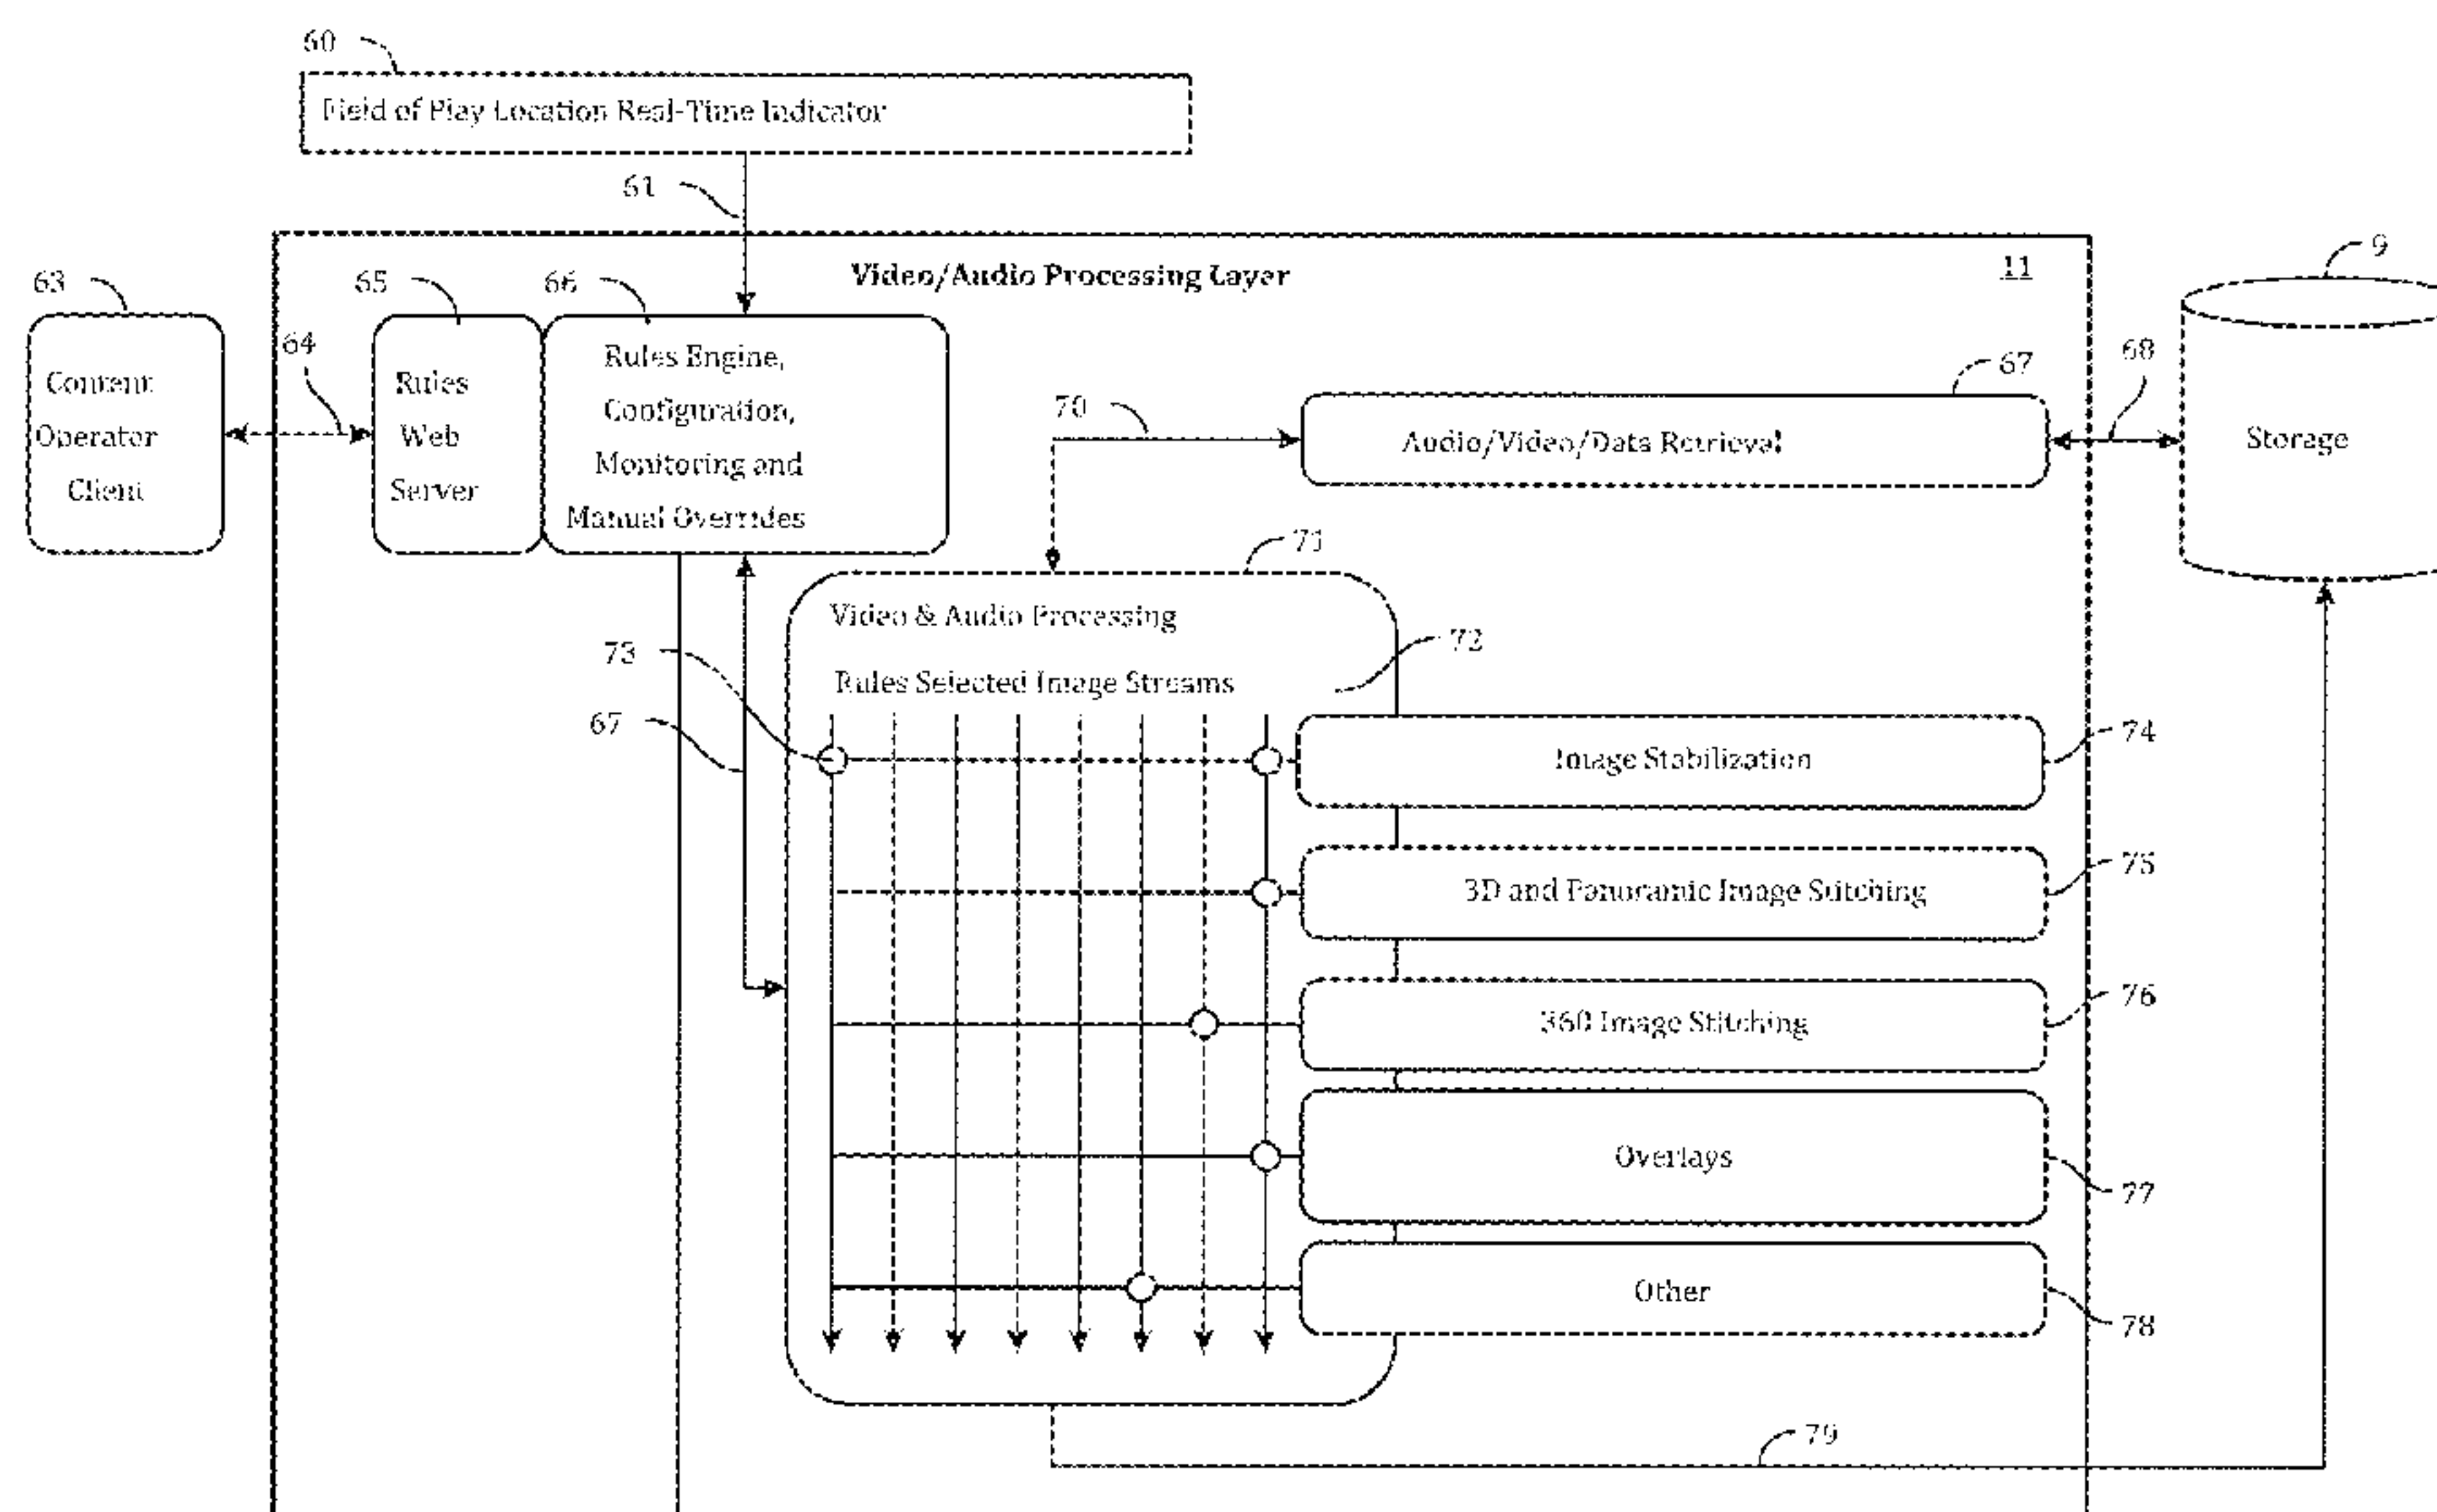 60
Field of Play Location Real-Time Indicator
61
Video/Audio Processing Layer
11
9
63
65
66
64
Content
Operator
Client
Rules
Web
Server
Rules Engine,
Configuration,
Monitoring and
Manual Overrides
70
67
Audio/Video/Data Retrieval
68
Storage
71
Video & Audio Processing
72
73
Rules Selected Image Streams
67
74
Image Stabilization
75
3D and Panoramic Image Stitching
76
360 Image Stitching
Overlays
77
Other
78
79